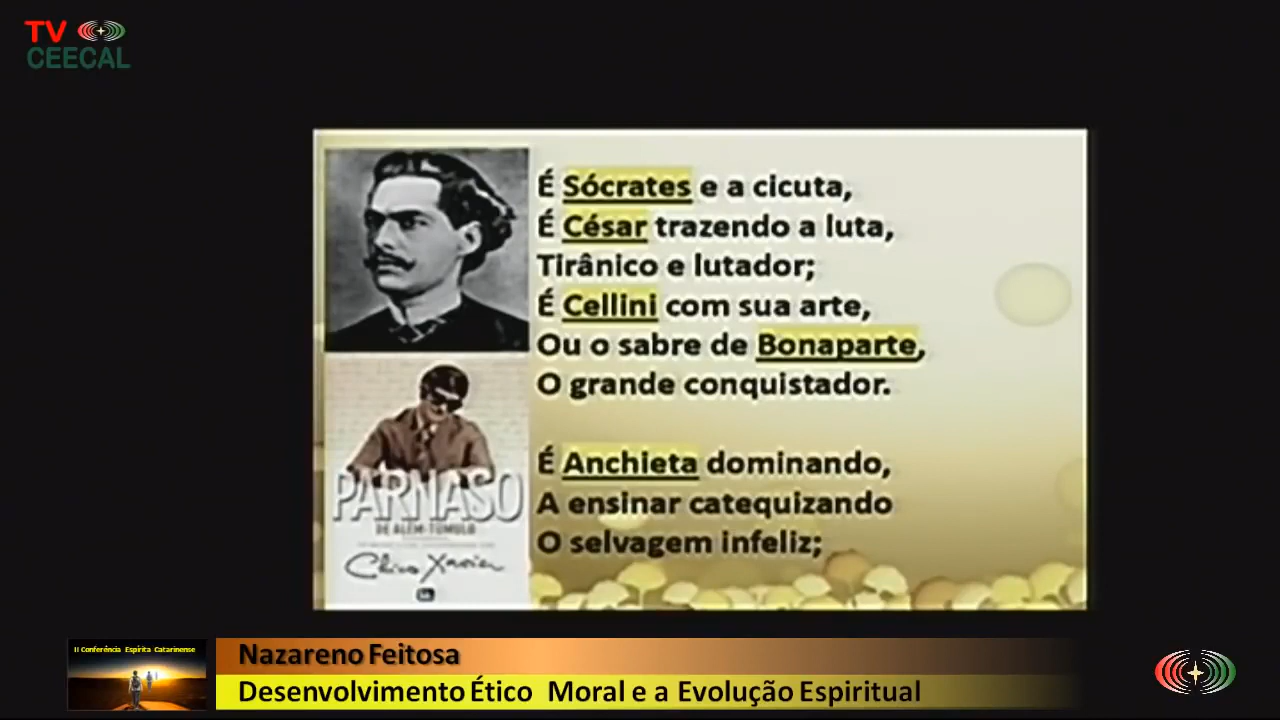 TV
CEECAL
É Sócrates e a cicuta,
É César trazendo a luta,
Tirânico e lutador;
É Cellini com sua arte,
Ou o sabre de Bonaparte,
O grande conquistador.
É Anchieta dominando,
A ensinar catequizando
O selvagem infeliz;
PARNASO
DE ALÉM-TÚMULO
Chico Xavier
II Conferência Espírita Catarinense
Nazareno Feitosa
Desenvolvimento Ético Moral e a Evolução Espiritual